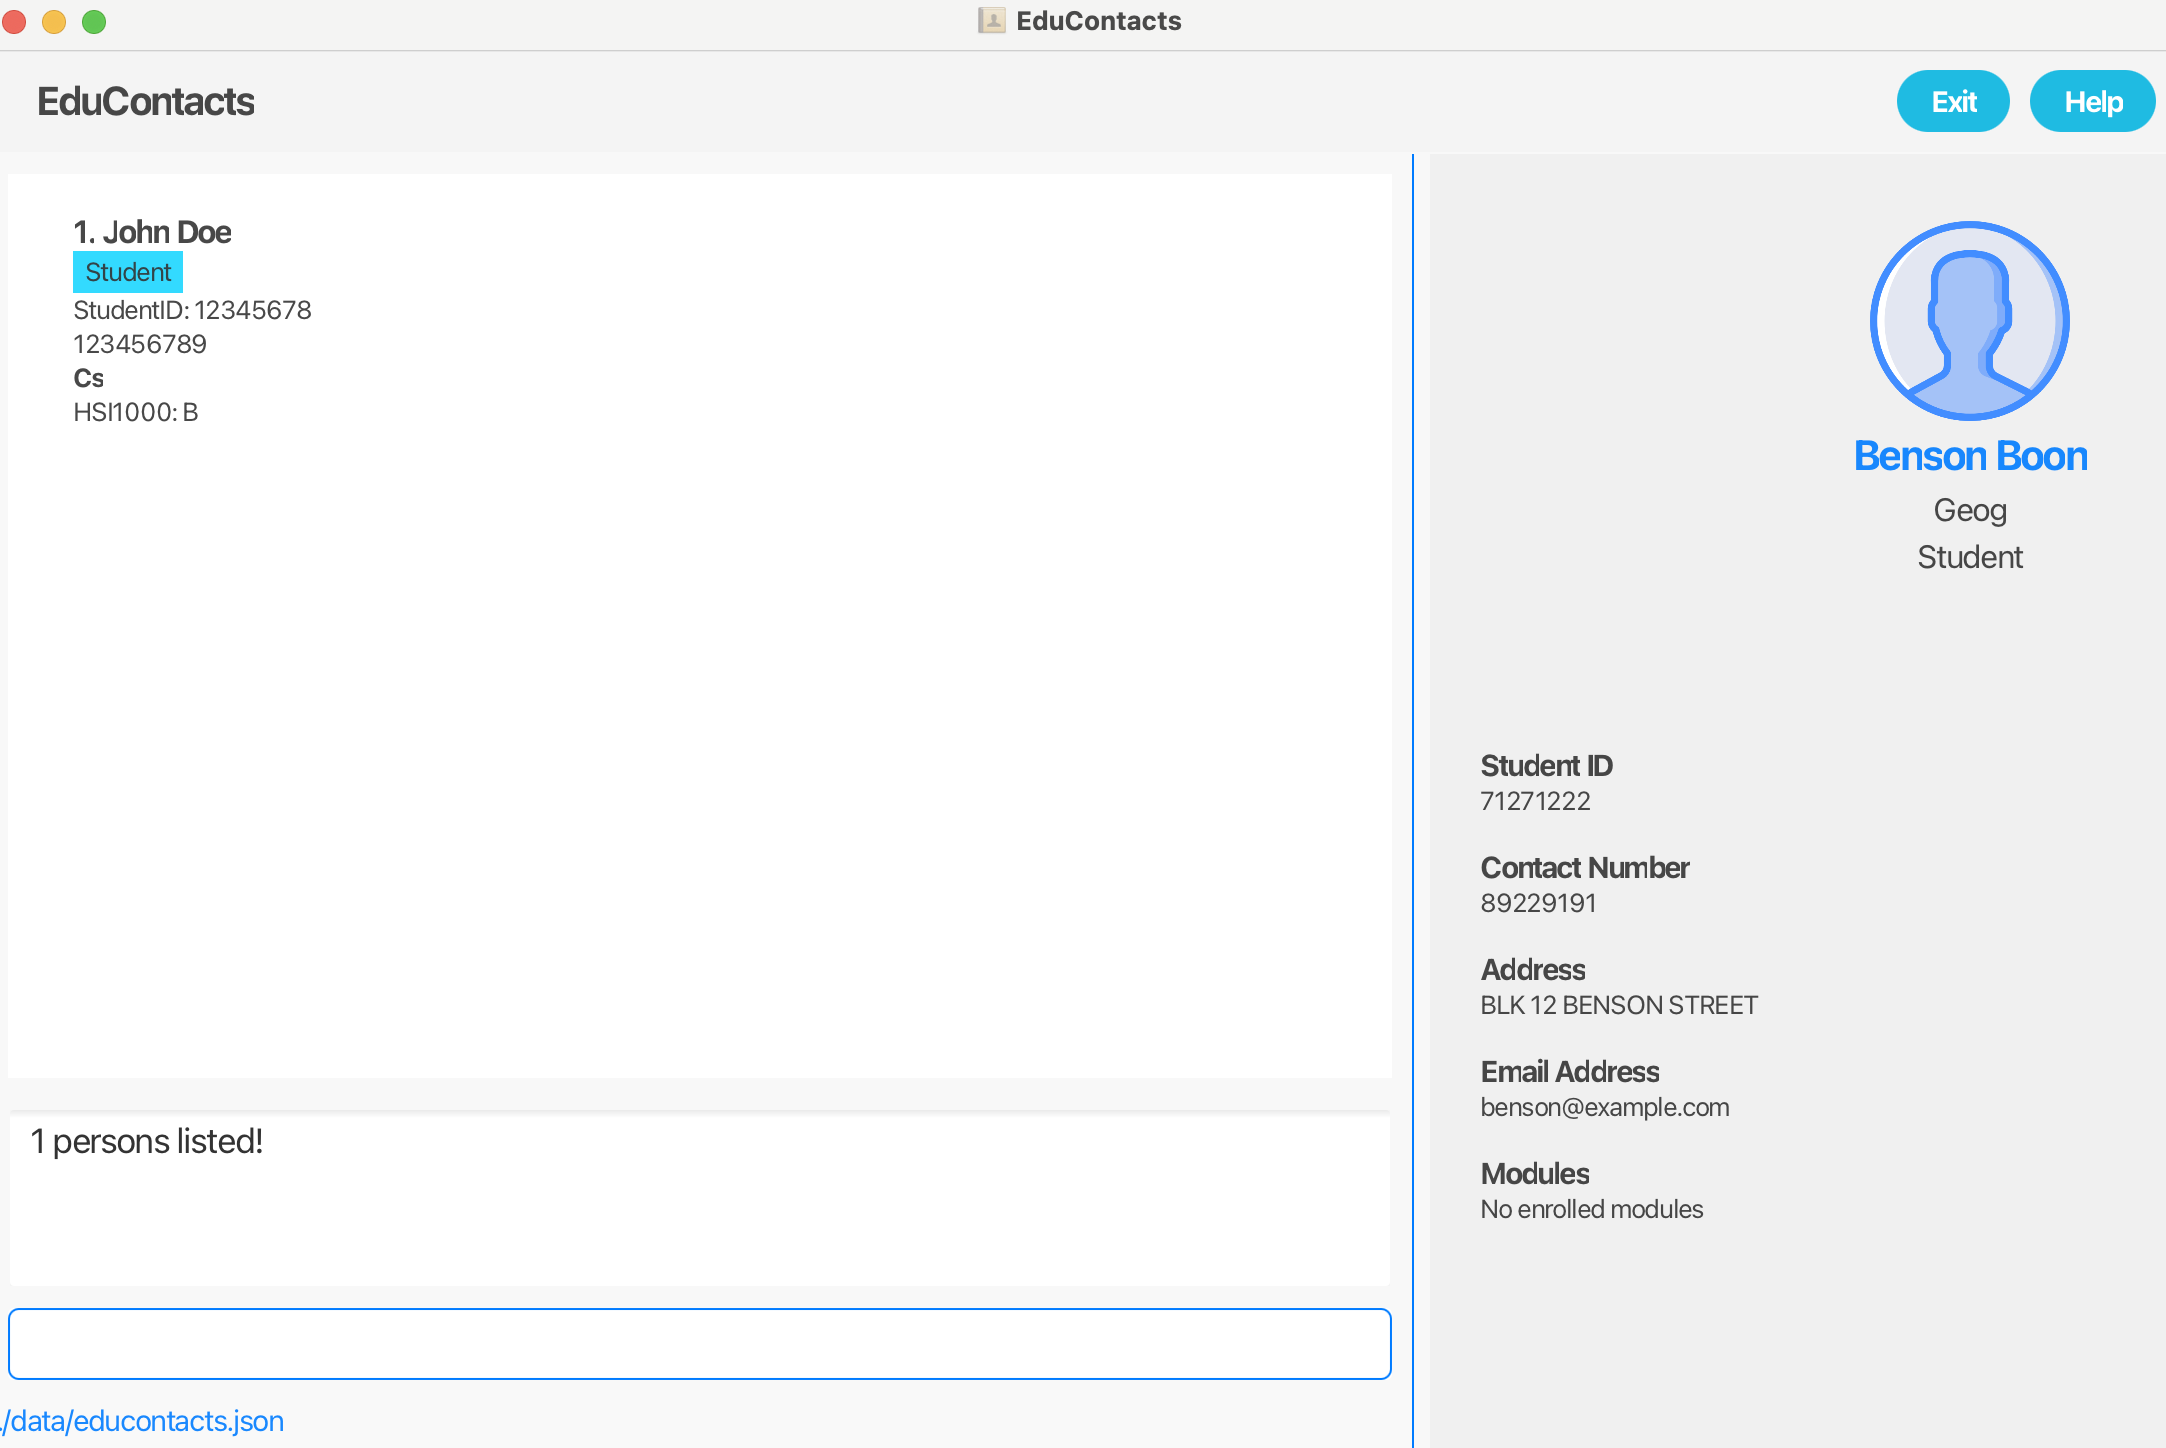 EduContacts
EduContacts
Exit
Help
1. John Doe
Student
StudentID: 12345678
123456789
Cs
HSI1000: B
1 persons listed!
./data/educontacts.json
Benson Boon
Geog
Student
Student ID
71271222
Contact Number
89229191
Address
BLK 12 BENSON STREET
Email Address
benson@example.com
Modules
No enrolled modules